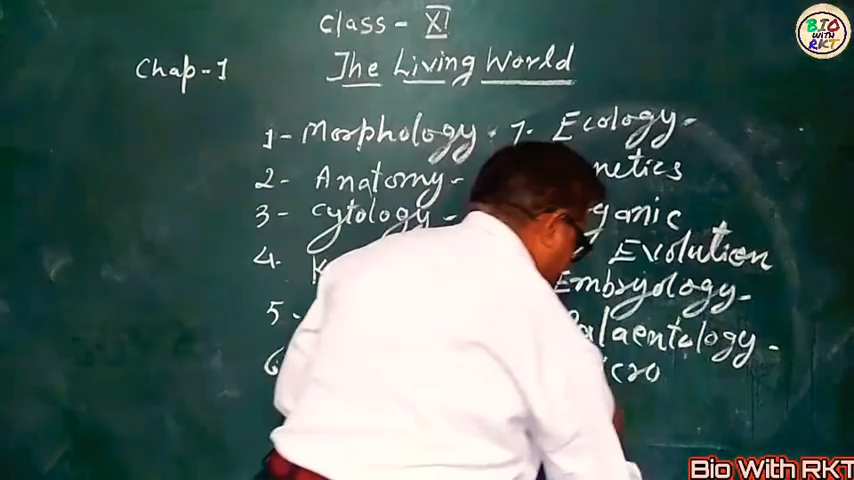 Class - XI
Chap-1 The Living World
1- Morphology - 7- Ecology-
2- Anatomy- netics
3- Cytology- ganic
4- K Evolution
5- Embryology-
6 alaentology-
icro
BIO
WITH
RKT
Bio With RKT